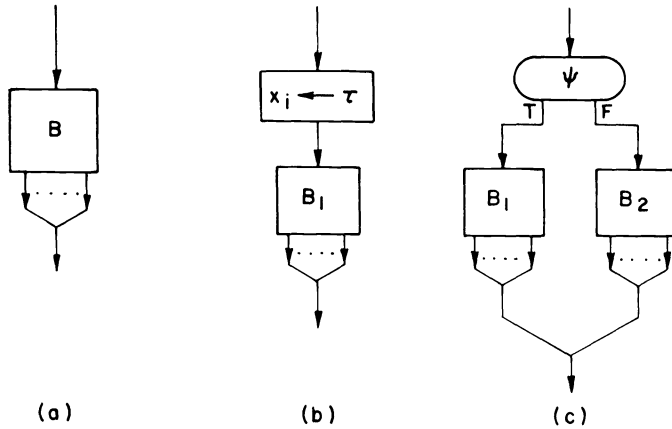 ψ
T F
B
x_i ← τ
B_1
B_1
B_2
.....
.....
.....
.....
(a) (b) (c)